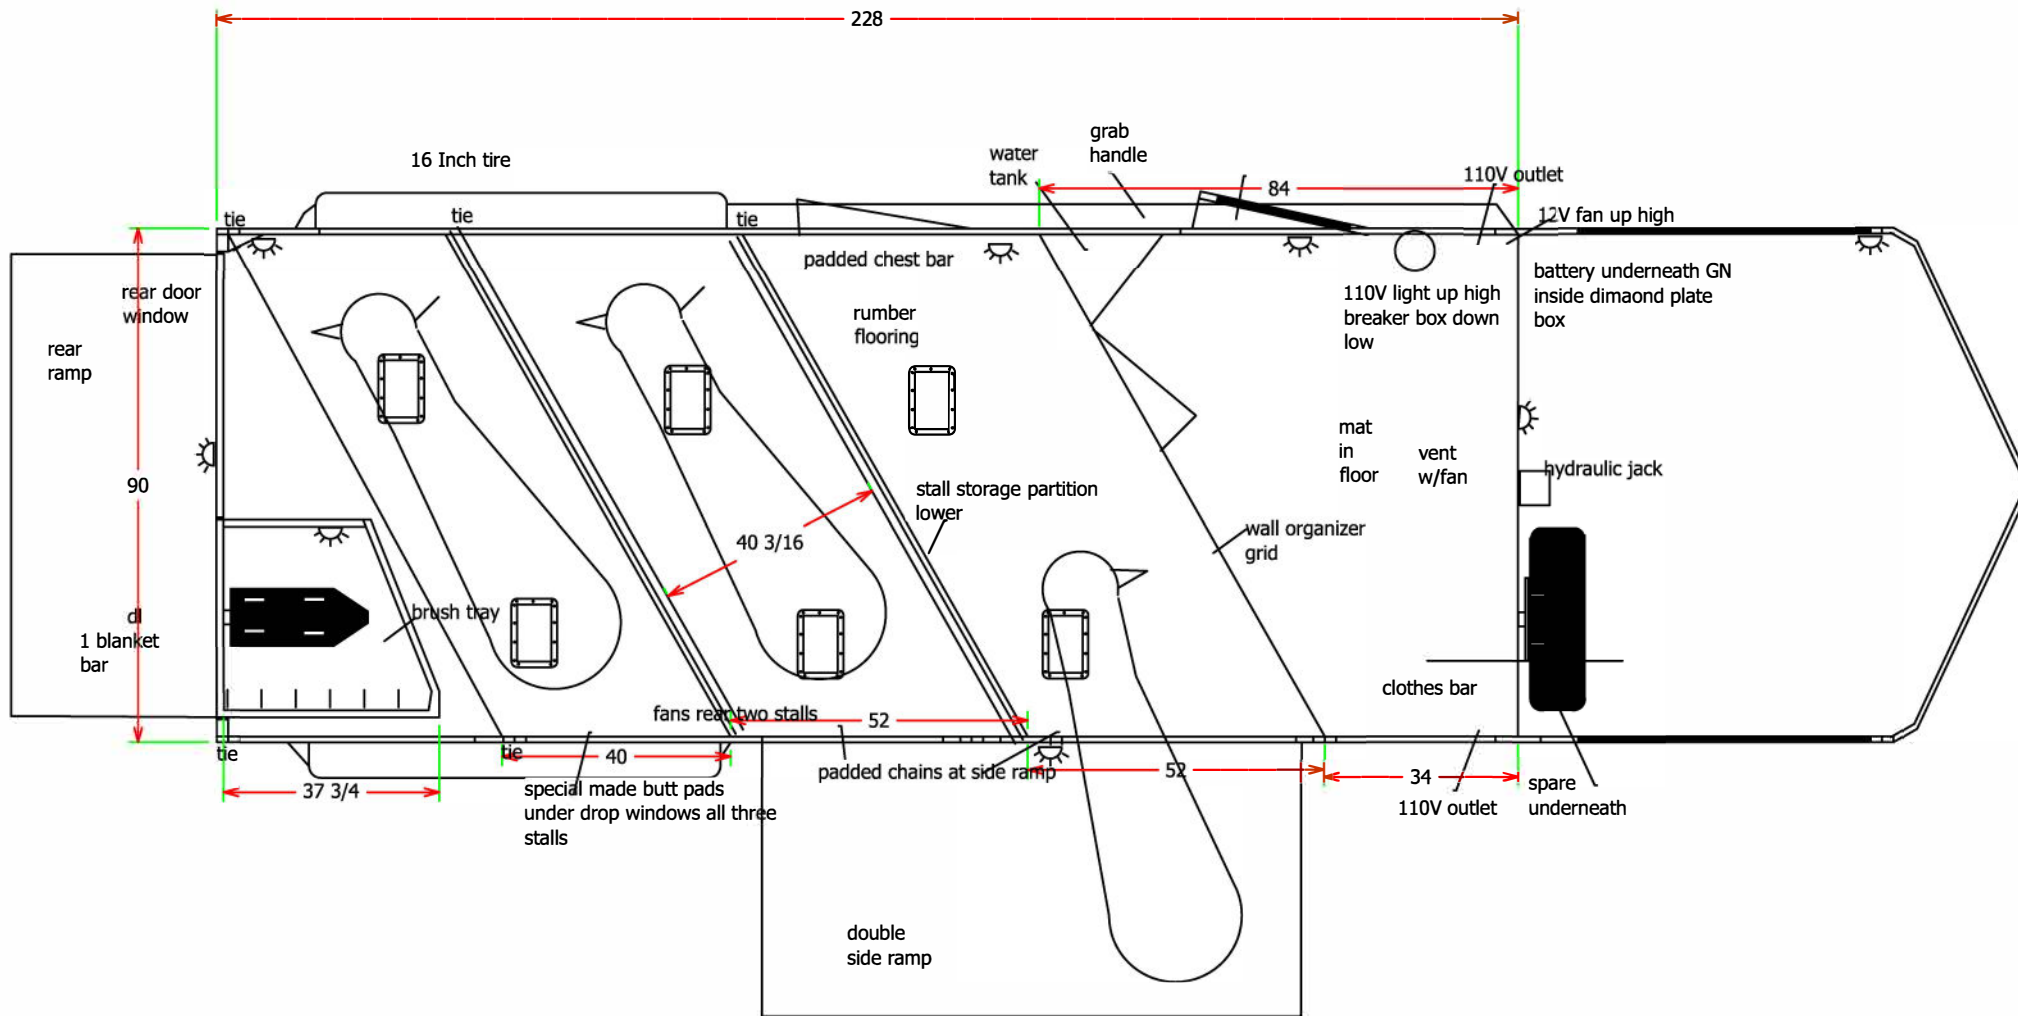 228
16 Inch tire
water
tank
grab
handle
84
110V outlet
12V fan up high
tie
tie
tie
padded chest bar
rear door
window
rumber
flooring
110V light up high
breaker box down
low
battery underneath GN
inside dimaond plate
box
rear
ramp
mat
in
floor
vent
w/fan
hydraulic jack
90
stall storage partition
lower
40 3/16
wall organizer
grid
dl
1 blanket
bar
brush tray
clothes bar
fans rear two stalls
52
tie
tie
40
padded chains at side ramp
52
34
37 3/4
special made butt pads
under drop windows all three
stalls
110V outlet
spare
underneath
double
side ramp